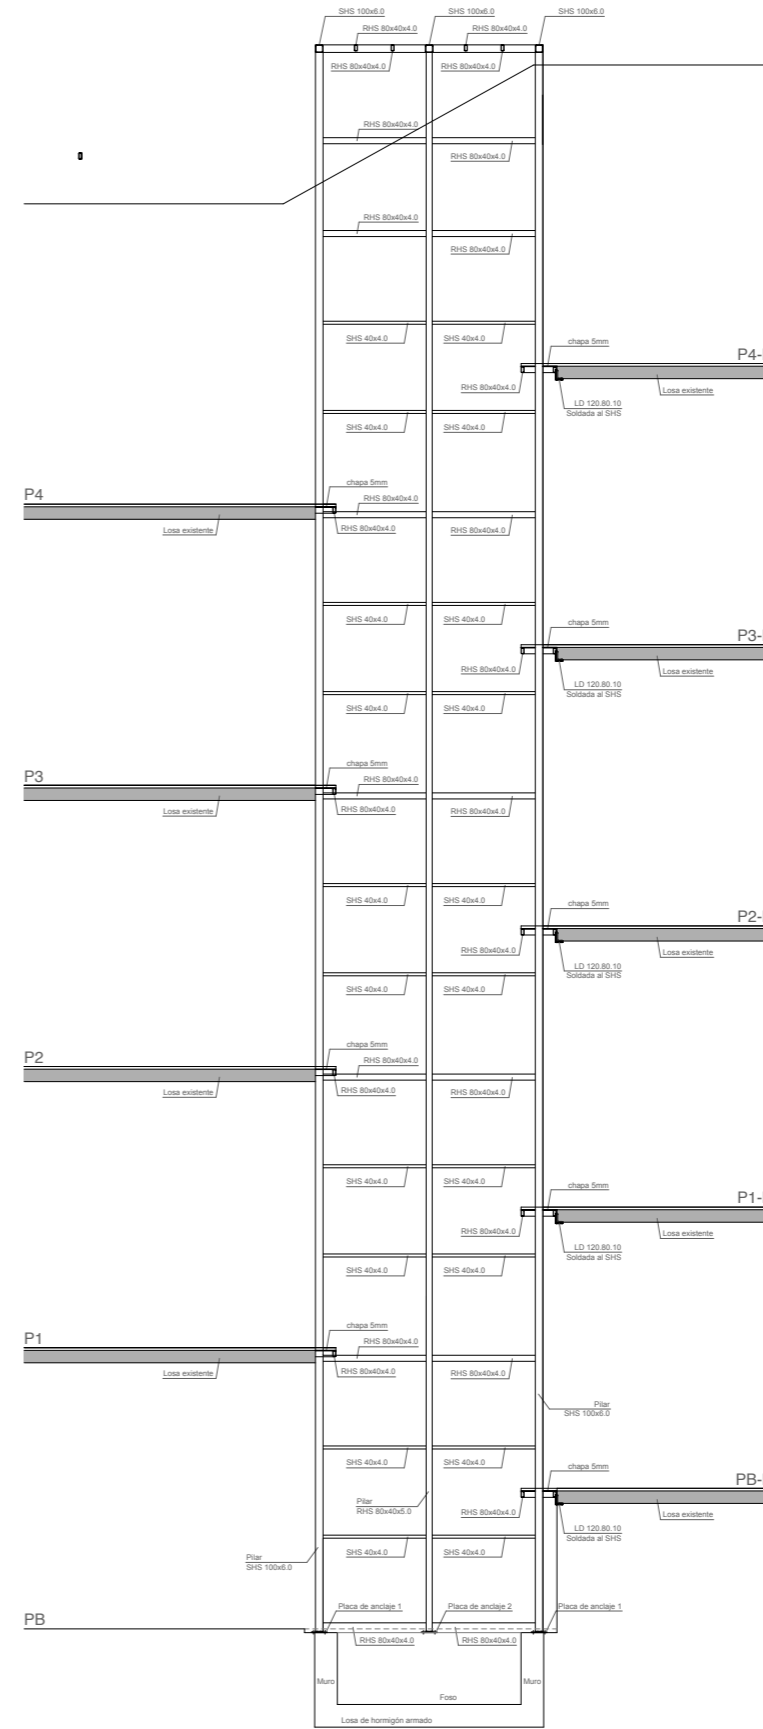 SHS 100x6.0 SHS 100x6.0 SHS 100x6.0
RHS 80x40x4.0 RHS 80x40x4.0
RHS 80x40x4.0 RHS 80x40x4.0
RHS 80x40x4.0
RHS 80x40x4.0
RHS 80x40x4.0
RHS 80x40x4.0
SHS 40x4.0 SHS 40x4.0
chapa 5mm
P4-
RHS 80x40x4.0
Losa existente
LD 120.80.10
Soldada al SHS
SHS 40x4.0 SHS 40x4.0
chapa 5mm
P4
RHS 80x40x4.0
Losa existente
RHS 80x40x4.0
RHS 80x40x4.0
SHS 40x4.0 SHS 40x4.0
chapa 5mm
P3-
RHS 80x40x4.0
Losa existente
LD 120.80.10
Soldada al SHS
SHS 40x4.0 SHS 40x4.0
chapa 5mm
P3
RHS 80x40x4.0
Losa existente
RHS 80x40x4.0
RHS 80x40x4.0
SHS 40x4.0 SHS 40x4.0
chapa 5mm
P2-
RHS 80x40x4.0
Losa existente
LD 120.80.10
Soldada al SHS
SHS 40x4.0 SHS 40x4.0
chapa 5mm
P2
RHS 80x40x4.0
Losa existente
RHS 80x40x4.0
RHS 80x40x4.0
SHS 40x4.0 SHS 40x4.0
chapa 5mm
P1-
RHS 80x40x4.0
Losa existente
LD 120.80.10
Soldada al SHS
SHS 40x4.0 SHS 40x4.0
chapa 5mm
P1
RHS 80x40x4.0
Losa existente
RHS 80x40x4.0
RHS 80x40x4.0
Pilar
SHS 100x6.0
SHS 40x4.0 SHS 40x4.0
chapa 5mm
PB-
Pilar
RHS 80x40x5.0
RHS 80x40x4.0
Losa existente
LD 120.80.10
Soldada al SHS
SHS 40x4.0 SHS 40x4.0
Pilar
SHS 100x6.0
Placa de anclaje 1 Placa de anclaje 2 Placa de anclaje 1
PB
RHS 80x40x4.0 RHS 80x40x4.0
Muro Muro
Foso
Losa de hormigón armado